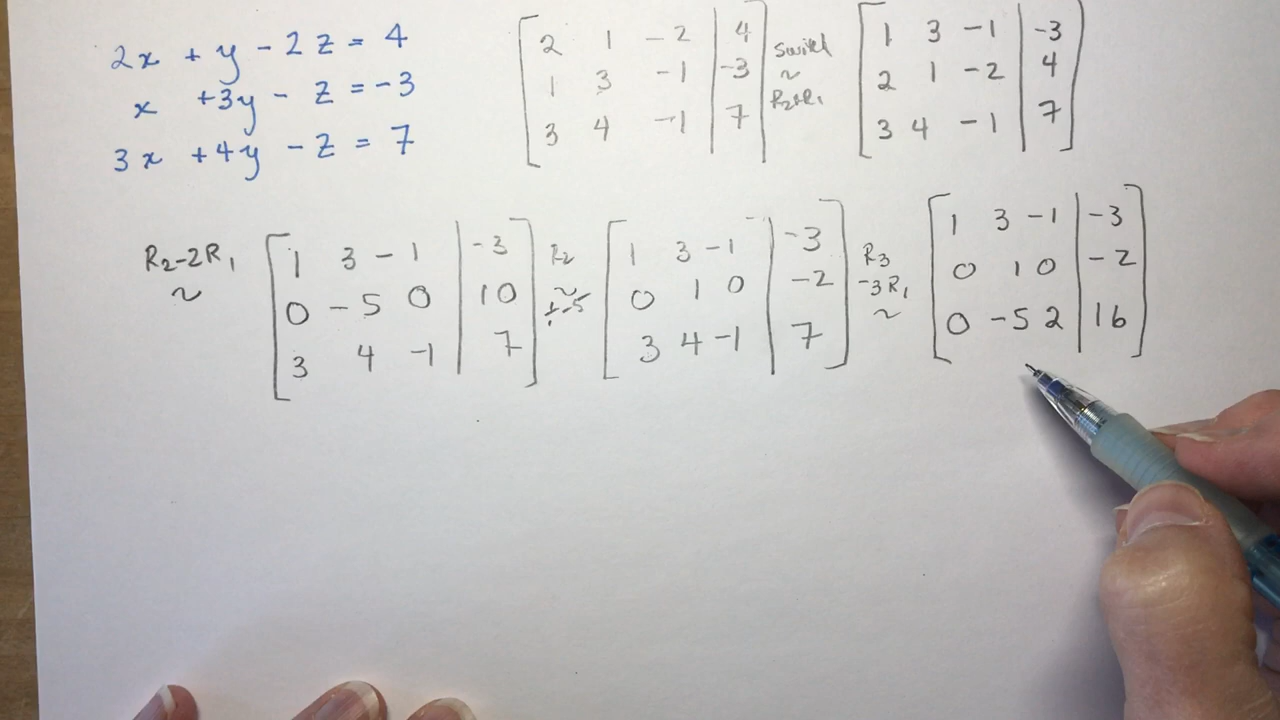 2x + y - 2z = 4
x + 3y - z = -3
3x + 4y - z = 7
2 1 -2 | 4
1 3 -1 | -3
3 4 -1 | 7
Switch
~
1 3 -1 | -3
2 1 -2 | 4
3 4 -1 | 7
R2-2R1
~
1 3 -1 | -3
0 -5 0 | 10
3 4 -1 | 7
R2
~
÷-5
1 3 -1 | -3
0 1 0 | -2
3 4 -1 | 7
R3
-3R1
~
1 3 -1 | -3
0 1 0 | -2
0 -5 2 | 16